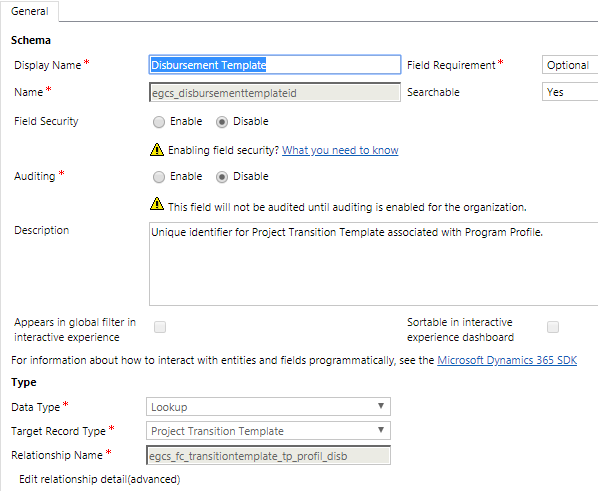 General
Schema
Display Name* Disbursement Template Field Requirement* Optional
Name* egcs_disbursementtemplateid Searchable Yes
Field Security Enable Disable
Enabling field security? What you need to know
Auditing * Enable Disable
This field will not be audited until auditing is enabled for the organization.
Description Unique identifier for Project Transition Template associated with Program Profile.
Appears in global filter in interactive experience Sortable in interactive experience dashboard
For information about how to interact with entities and fields programmatically, see the Microsoft Dynamics 365 SDK
Type
Data Type* Lookup
Target Record Type* Project Transition Template
Relationship Name* egcs_fc_transitiontemplate_tp_profil_disb
Edit relationship detail(advanced)